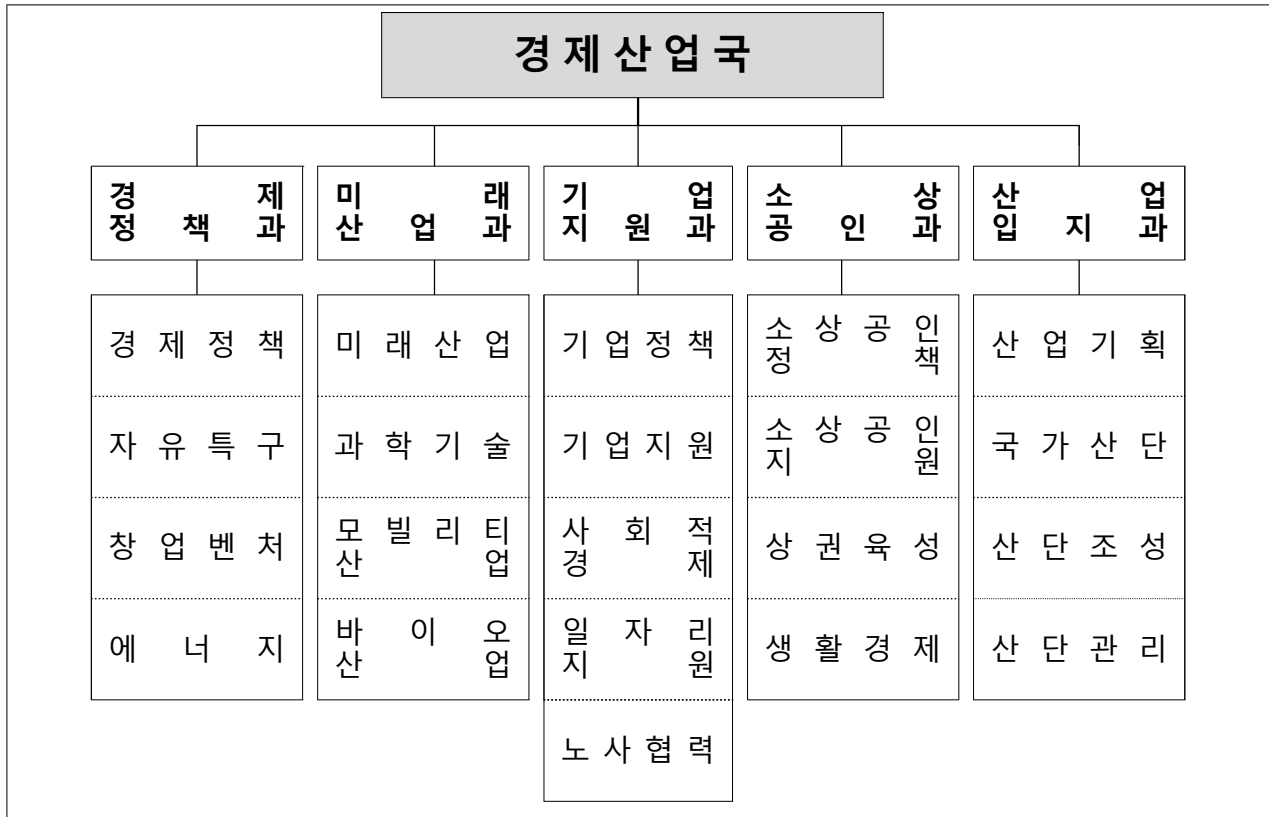 경제산업국
경제
정책과
미래
산업과
기업
지원과
소상
공인과
산업
입지과
경제정책
자유특구
창업벤처
에너지
미래산업
과학기술
모빌리티
산업
바이오
산업
기업정책
기업지원
사회적
경제
일자리
지원
노사협력
소상공인
정책
소상공인
지원
상권육성
생활경제
산업기획
국가산단
산단조성
산단관리